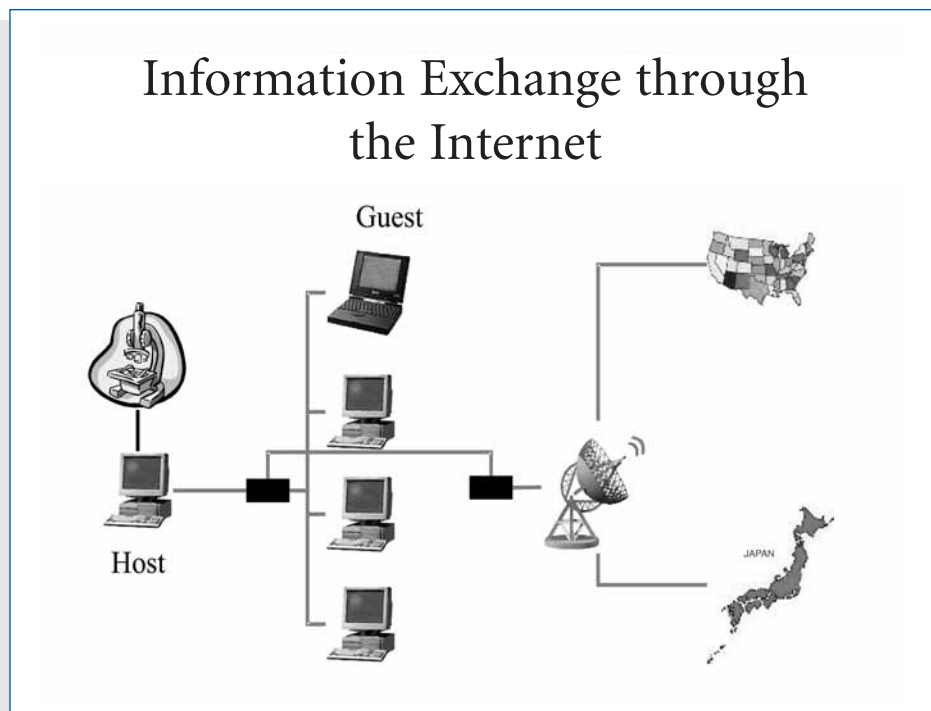 Information Exchange through
the Internet
Guest
Host
JAPAN